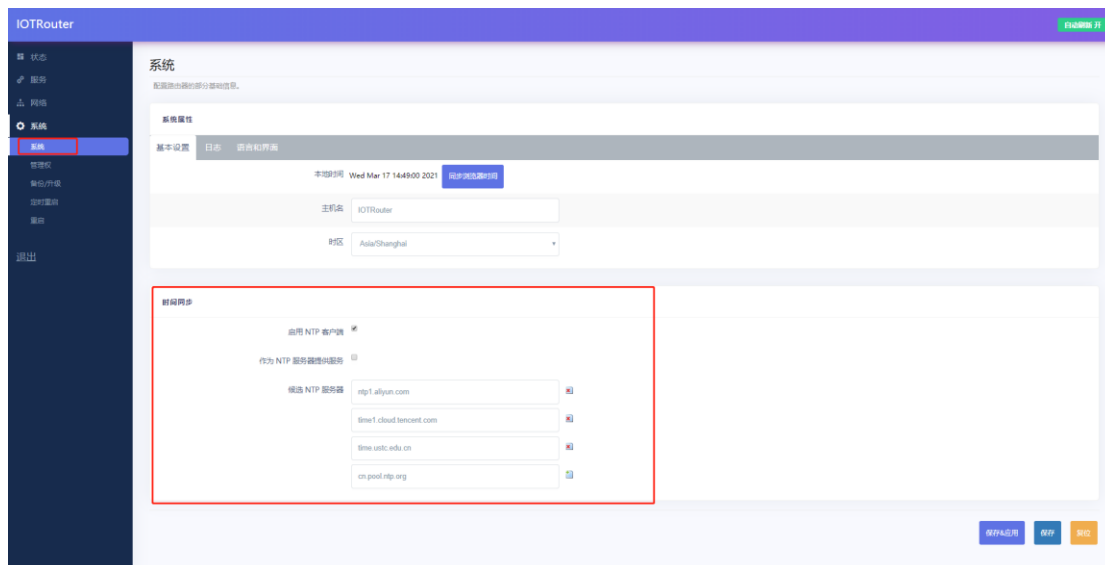 IOTRouter
自动刷新 开
状态
服务
网络
系统
系统
管理权
备份/升级
定时重启
重启
退出
系统
配置路由器的部分基础信息。
系统属性
基本设置 日志 语言和界面
本地时间 Wed Mar 17 14:49:00 2021 同步浏览器时间
主机名 IOTRouter
时区 Asia/Shanghai
时间同步
启用 NTP 客户端
作为 NTP 服务器提供服务
候选 NTP 服务器 ntp1.aliyun.com
time1.cloud.tencent.com
time.ustc.edu.cn
cn.pool.ntp.org
保存&应用 保存 复位